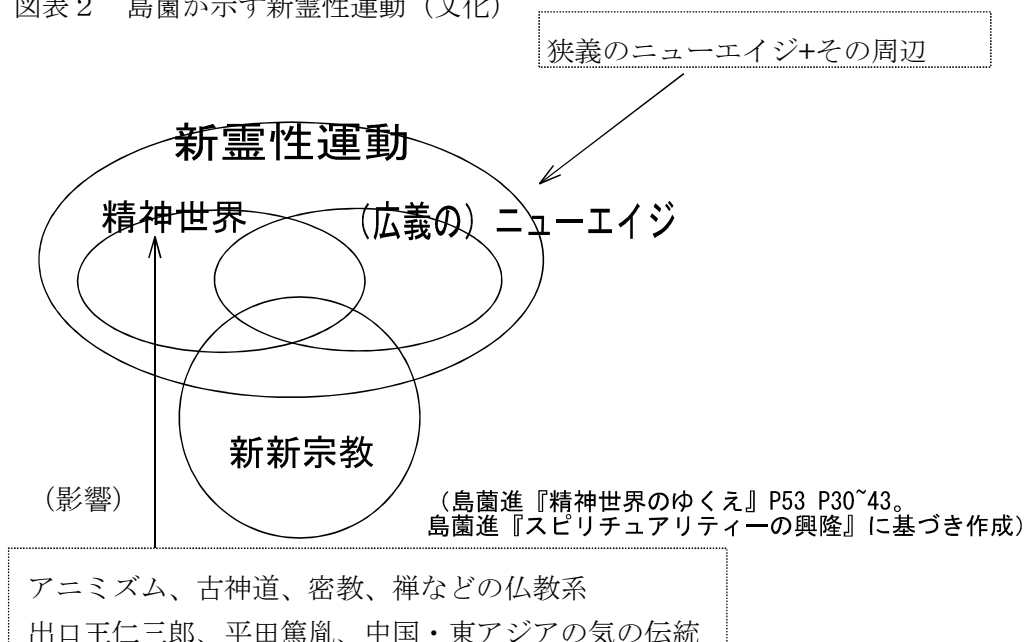 図表2　島薗が示す新霊性運動（文化）
狭義のニューエイジ+その周辺
新霊性運動
精神世界
（広義の）ニューエイジ
新新宗教
（影響）
（島薗進『精神世界のゆくえ』P53 P30~43。
島薗進『スピリチュアリティーの興隆』に基づき作成）
アニミズム、古神道、密教、禅などの仏教系
出口王仁三郎、平田篤胤、中国・東アジアの気の伝統